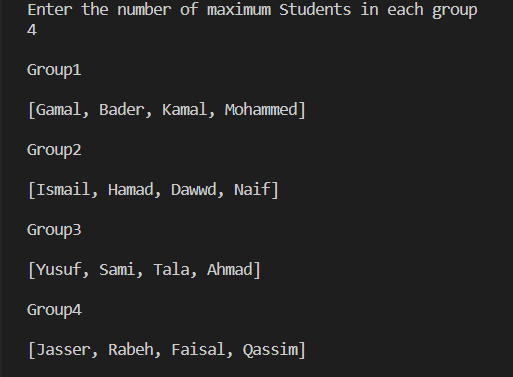 Enter the number of maximum Students in each group
4
Group1
[Gamal, Bader, Kamal, Mohammed]
Group2
[Ismail, Hamad, Dawwd, Naif]
Group3
[Yusuf, Sami, Tala, Ahmad]
Group4
[Jasser, Rabeh, Faisal, Qassim]